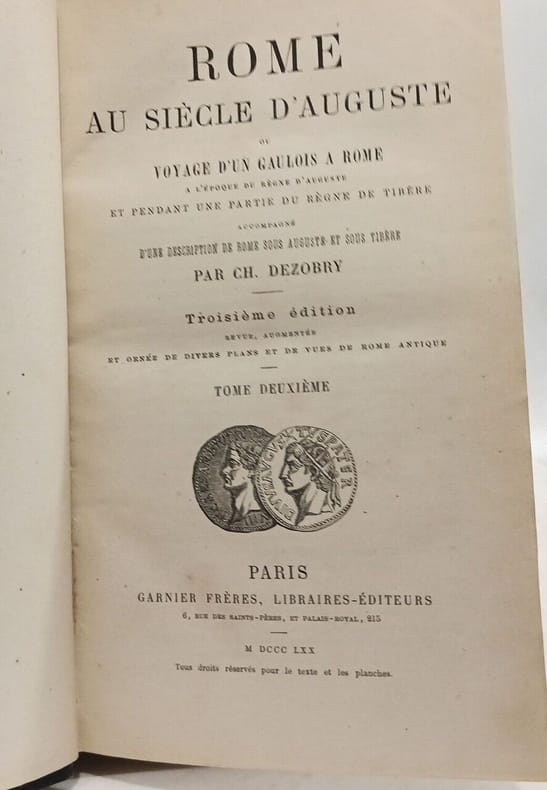 ROME
AU SIÈCLE D'AUGUSTE
OU
VOYAGE D'UN GAULOIS A ROME
A L'ÉPOQUE DU RÈGNE D'AUGUSTE
ET PENDANT UNE PARTIE DU RÈGNE DE TIBÈRE
ACCOMPAGNÉ
D'UNE DESCRIPTION DE ROME SOUS AUGUSTE ET SOUS TIBÈRE
PAR CH. DEZOBRY
Troisième édition
REVUE, AUGMENTÉE
ET ORNÉE DE DIVERS PLANS ET DE VUES DE ROME ANTIQUE
TOME DEUXIÈME
DIVVS AVGVSTVS PATER
PARIS
GARNIER FRÈRES, LIBRAIRES-ÉDITEURS
6, RUE DES SAINTS-PÈRES, ET PALAIS-ROYAL, 215
M DCCC LXX
Tous droits réservés pour le texte et les planches.